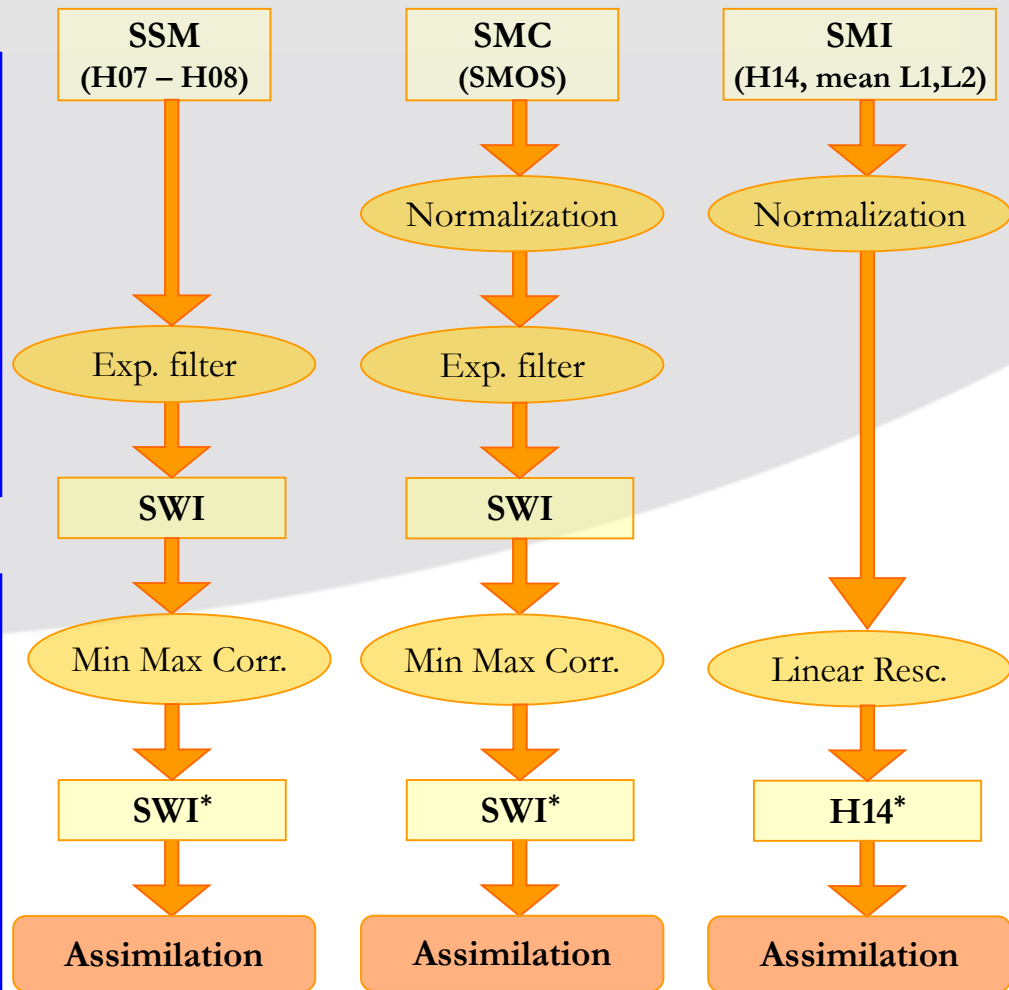 SSM
(H07 – H08)
Exp. filter
SWI
Min Max Corr.
SWI*
Assimilation
SMC
(SMOS)
Normalization
Exp. filter
SWI
Min Max Corr.
SWI*
Assimilation
SMI
(H14, mean L1,L2)
Normalization
Linear Resc.
H14*
Assimilation